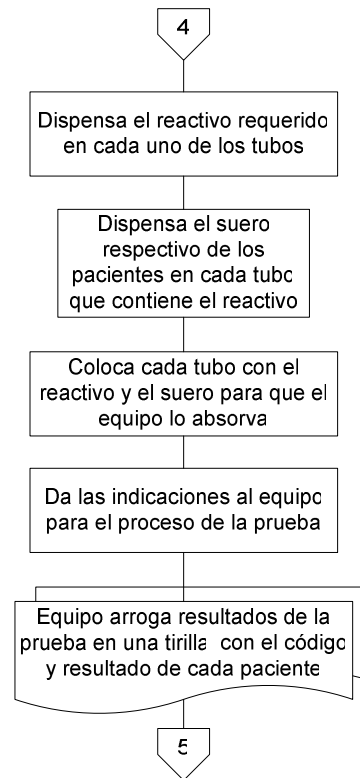 4
Dispensa el reactivo requerido
en cada uno de los tubos
Dispensa el suero
respectivo de los
pacientes en cada tubo
que contiene el reactivo
Coloca cada tubo con el
reactivo y el suero para que el
equipo lo absorva
Da las indicaciones al equipo
para el proceso de la prueba
Equipo arroga resultados de la
prueba en una tirilla con el código
y resultado de cada paciente
5